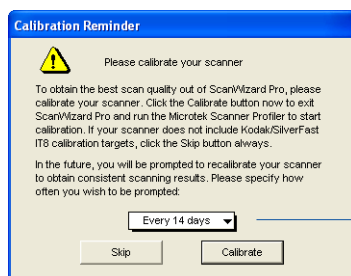 Calibration Reminder
Please calibrate your scanner
To obtain the best scan quality out of ScanWizard Pro, please
calibrate your scanner. Click the Calibrate button now to exit
ScanWizard Pro and run the Microtek Scanner Profiler to start
calibration. If your scanner does not include Kodak/SilverFast
IT8 calibration targets, click the Skip button always.
In the future, you will be prompted to recalibrate your scanner
to obtain consistent scanning results. Please specify how
often you wish to be prompted:
Every 14 days
Skip
Calibrate